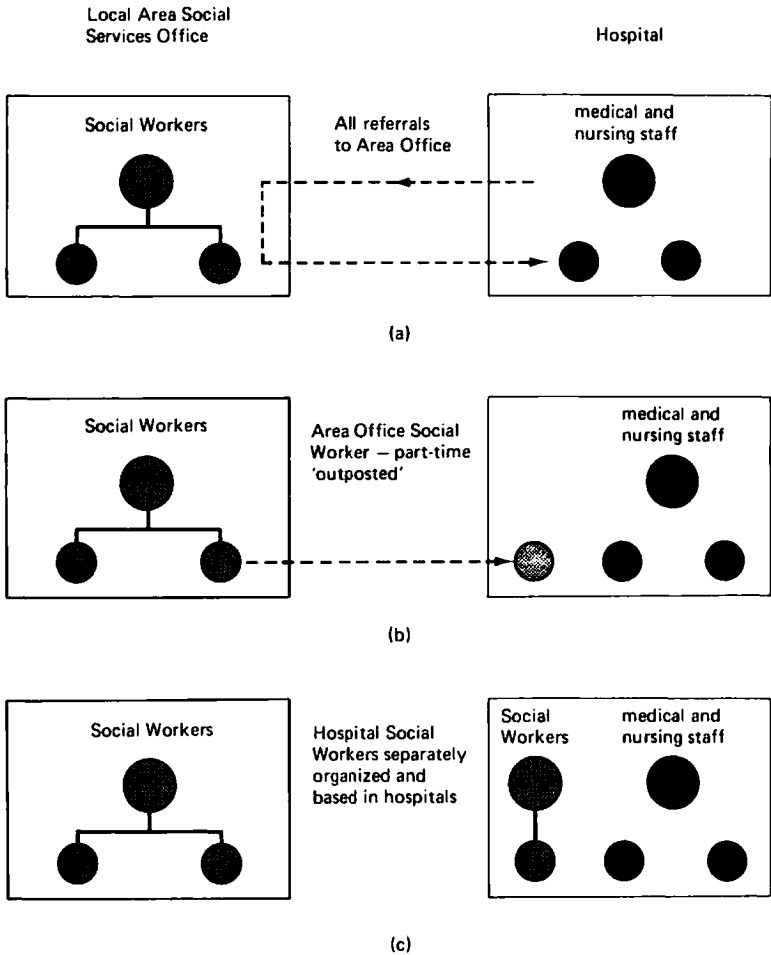 Local Area Social
Services Office
Hospital
Social Workers
All referrals
to Area Office
medical and
nursing staff
(a)
Social Workers
Area Office Social
Worker – part-time
'outposted'
medical and
nursing staff
(b)
Social Workers
Hospital Social
Workers separately
organized and
based in hospitals
Social
Workers
medical and
nursing staff
(c)